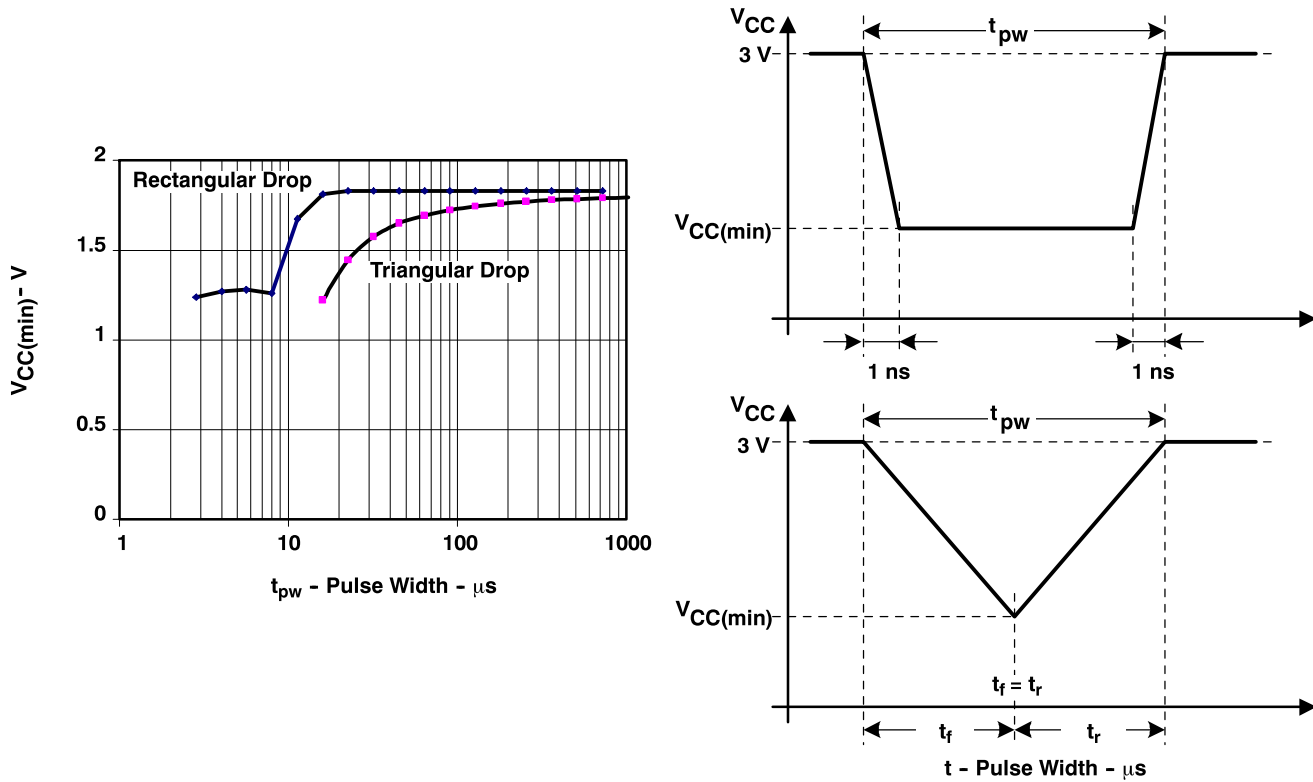 2
1.5
1
0.5
0
VCC(min) - V
Rectangular Drop
Triangular Drop
1
10
100
1000
tpw - Pulse Width - μs
VCC
tpw
3 V
VCC(min)
1 ns
1 ns
VCC
tpw
3 V
VCC(min)
tf = tr
tf
tr
t - Pulse Width - μs